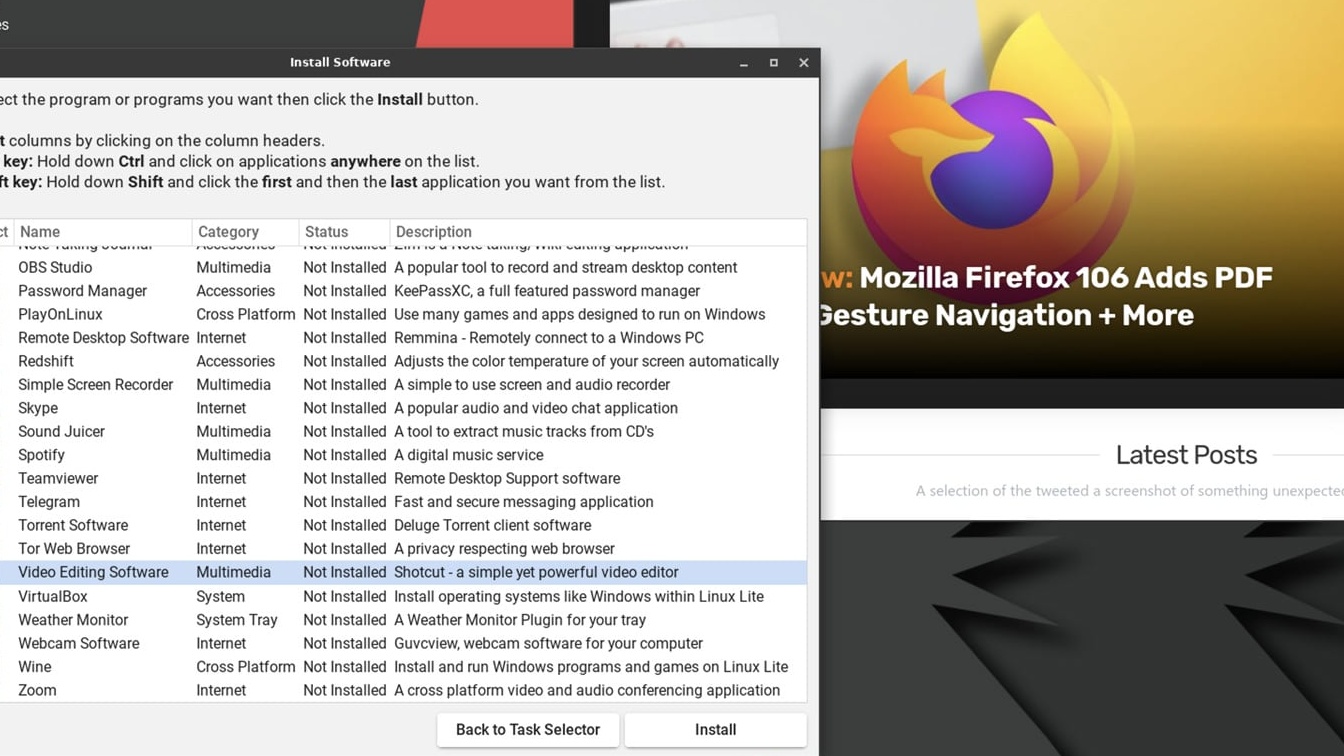 es
Install Software
ect the program or programs you want then click the Install button.
t columns by clicking on the column headers.
key: Hold down Ctrl and click on applications anywhere on the list.
ft key: Hold down Shift and click the first and then the last application you want from the list.
ct Name Category Status Description
Note Taking Journal Accessories Not Installed Zim is a Note taking/Wiki editing application
OBS Studio Multimedia Not Installed A popular tool to record and stream desktop content
Password Manager Accessories Not Installed KeePassXC, a full featured password manager
PlayOnLinux Cross Platform Not Installed Use many games and apps designed to run on Windows
Remote Desktop Software Internet Not Installed Remmina - Remotely connect to a Windows PC
Redshift Accessories Not Installed Adjusts the color temperature of your screen automatically
Simple Screen Recorder Multimedia Not Installed A simple to use screen and audio recorder
Skype Internet Not Installed A popular audio and video chat application
Sound Juicer Multimedia Not Installed A tool to extract music tracks from CD's
Spotify Multimedia Not Installed A digital music service
Teamviewer Internet Not Installed Remote Desktop Support software
Telegram Internet Not Installed Fast and secure messaging application
Torrent Software Internet Not Installed Deluge Torrent client software
Tor Web Browser Internet Not Installed A privacy respecting web browser
Video Editing Software Multimedia Not Installed Shotcut - a simple yet powerful video editor
VirtualBox System Not Installed Install operating systems like Windows within Linux Lite
Weather Monitor System Tray Not Installed A Weather Monitor Plugin for your tray
Webcam Software Internet Not Installed Guvcview, webcam software for your computer
Wine Cross Platform Not Installed Install and run Windows programs and games on Linux Lite
Zoom Internet Not Installed A cross platform video and audio conferencing application
Back to Task Selector Install
w: Mozilla Firefox 106 Adds PDF
Gesture Navigation + More
Latest Posts
A selection of the tweeted a screenshot of something unexpected